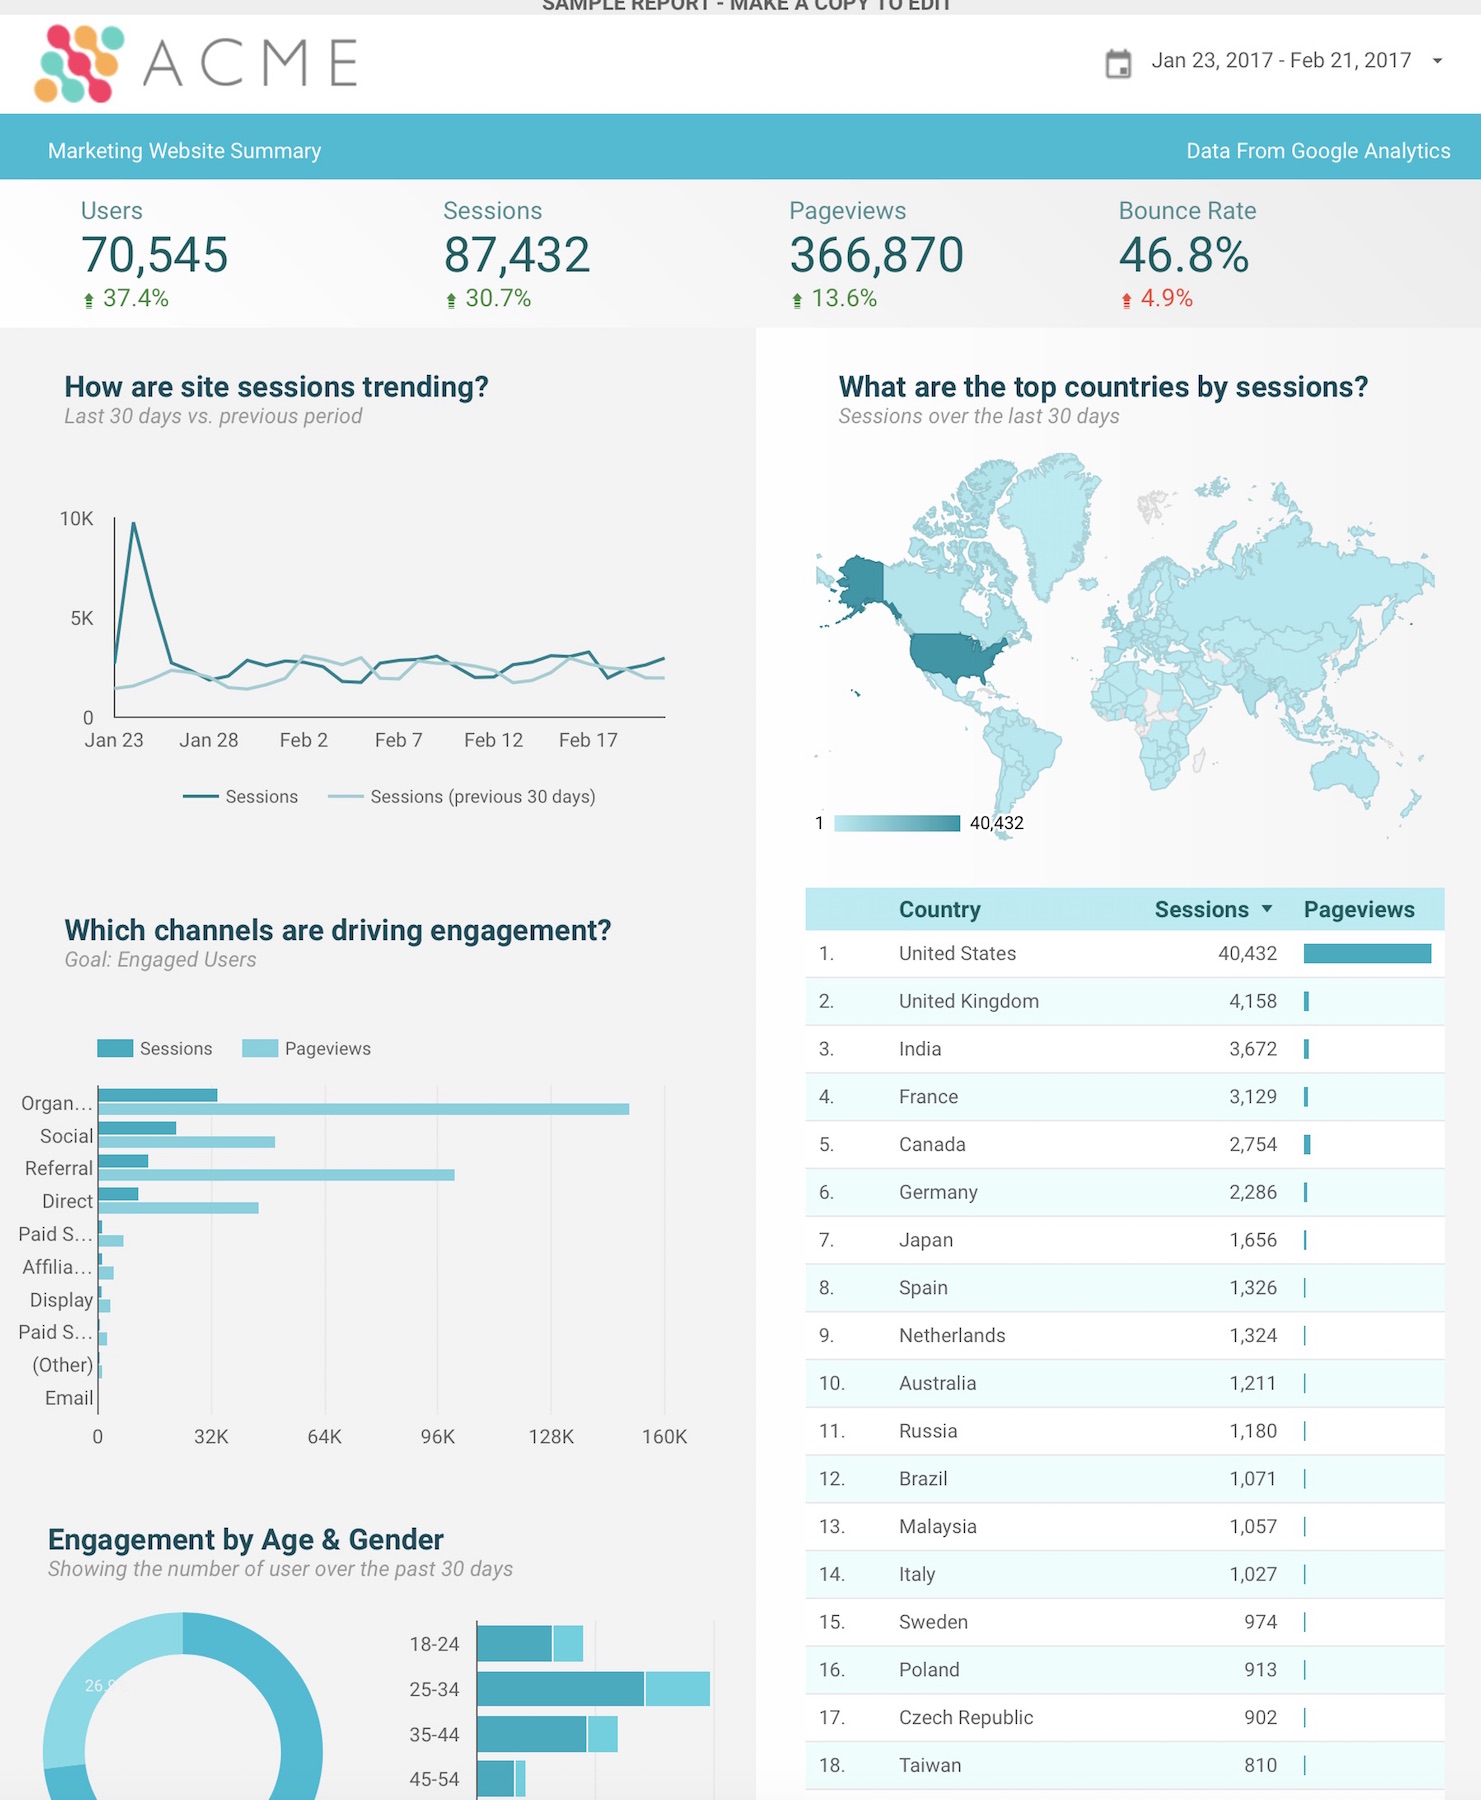 SAMPLE REPORT - MAKE A COPY TO EDIT
ACME
Jan 23, 2017 - Feb 21, 2017
Marketing Website Summary
Data From Google Analytics
Users
70,545
37.4%
Sessions
87,432
30.7%
Pageviews
366,870
13.6%
Bounce Rate
46.8%
4.9%
How are site sessions trending?
Last 30 days vs. previous period
10K
5K
0
Jan 23 Jan 28 Feb 2 Feb 7 Feb 12 Feb 17
Sessions Sessions (previous 30 days)
Which channels are driving engagement?
Goal: Engaged Users
Sessions Pageviews
Organ...
Social
Referral
Direct
Paid S...
Affilia...
Display
Paid S...
(Other)
Email
0 32K 64K 96K 128K 160K
Engagement by Age & Gender
Showing the number of user over the past 30 days
18-24
25-34
35-44
45-54
What are the top countries by sessions?
Sessions over the last 30 days
1 40,432
Country Sessions Pageviews
1. United States 40,432
2. United Kingdom 4,158
3. India 3,672
4. France 3,129
5. Canada 2,754
6. Germany 2,286
7. Japan 1,656
8. Spain 1,326
9. Netherlands 1,324
10. Australia 1,211
11. Russia 1,180
12. Brazil 1,071
13. Malaysia 1,057
14. Italy 1,027
15. Sweden 974
16. Poland 913
17. Czech Republic 902
18. Taiwan 810